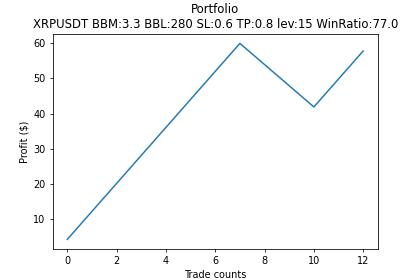 Portfolio
XRPUSDT BBM:3.3 BBL:280 SL:0.6 TP:0.8 lev:15 WinRatio:77.0
60
50
40
30
20
10
Profit ($)
0 2 4 6 8 10 12
Trade counts